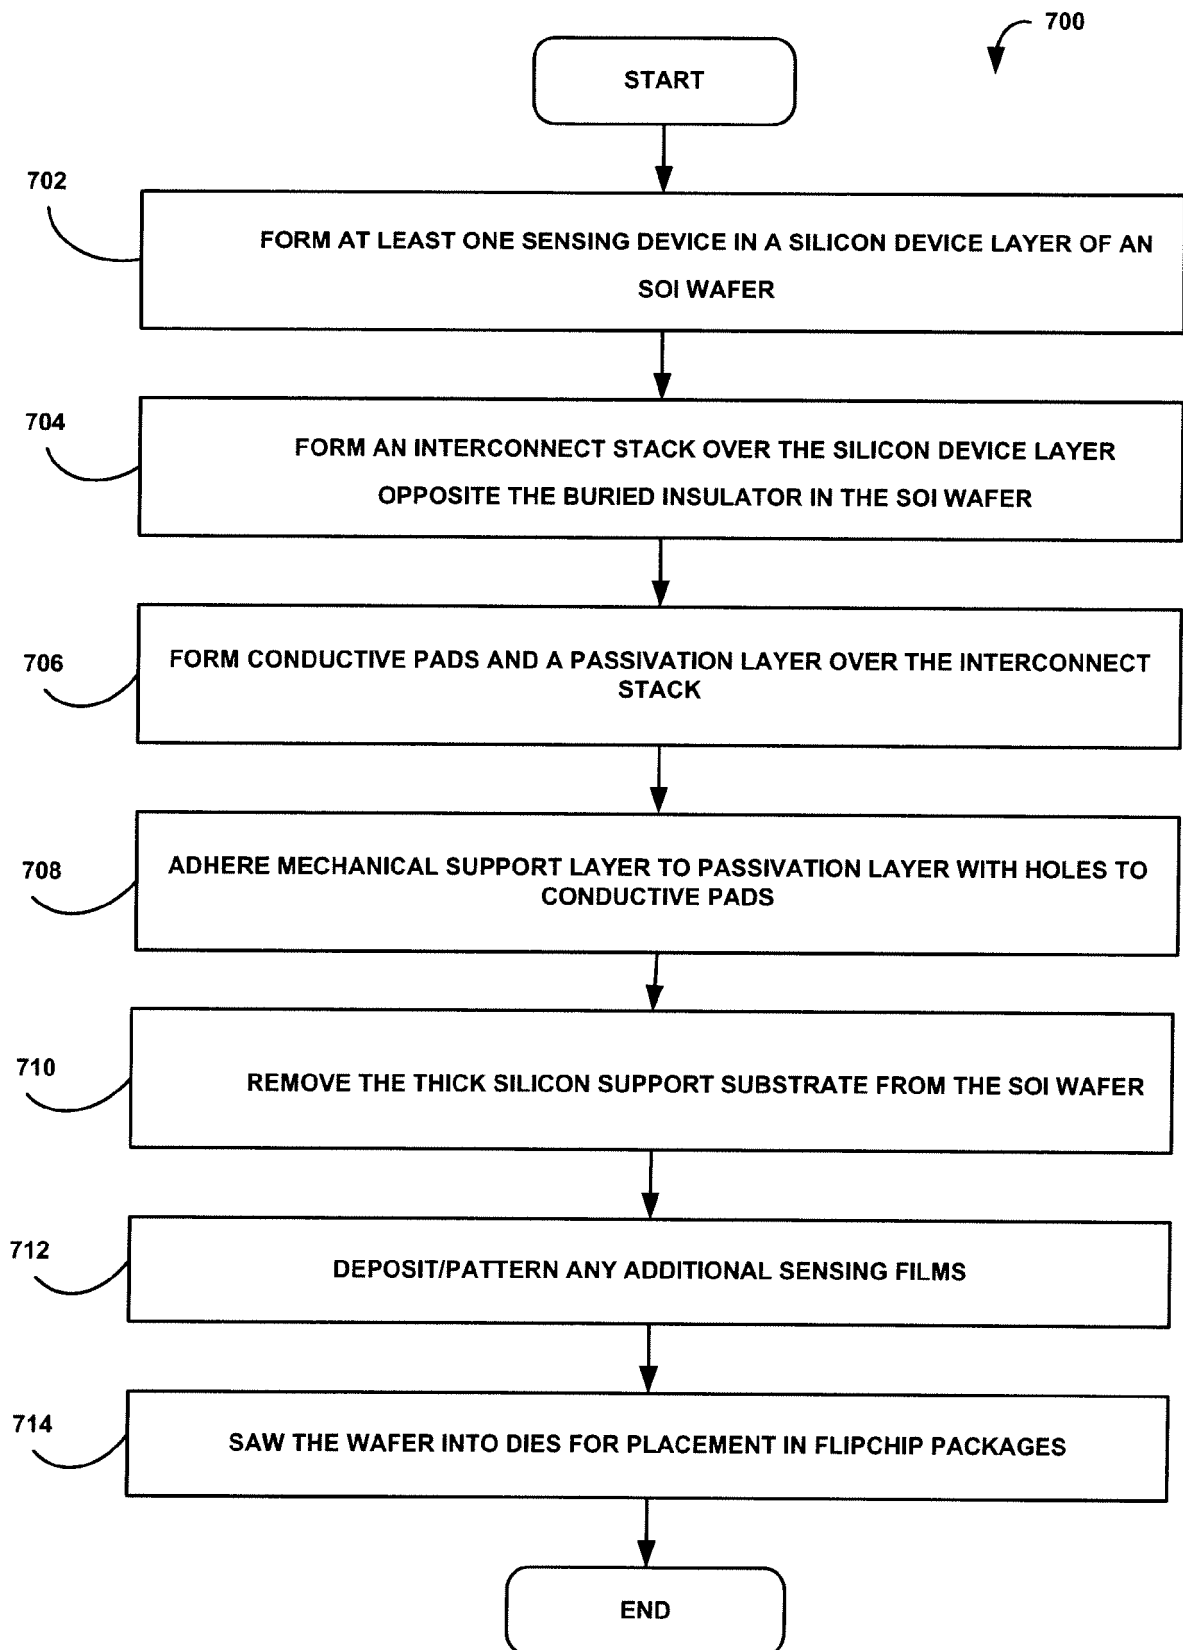 700
START
702
FORM AT LEAST ONE SENSING DEVICE IN A SILICON DEVICE LAYER OF AN
SOI WAFER
704
FORM AN INTERCONNECT STACK OVER THE SILICON DEVICE LAYER
OPPOSITE THE BURIED INSULATOR IN THE SOI WAFER
706
FORM CONDUCTIVE PADS AND A PASSIVATION LAYER OVER THE INTERCONNECT
STACK
708
ADHERE MECHANICAL SUPPORT LAYER TO PASSIVATION LAYER WITH HOLES TO
CONDUCTIVE PADS
710
REMOVE THE THICK SILICON SUPPORT SUBSTRATE FROM THE SOI WAFER
712
DEPOSIT/PATTERN ANY ADDITIONAL SENSING FILMS
714
SAW THE WAFER INTO DIES FOR PLACEMENT IN FLIPCHIP PACKAGES
END